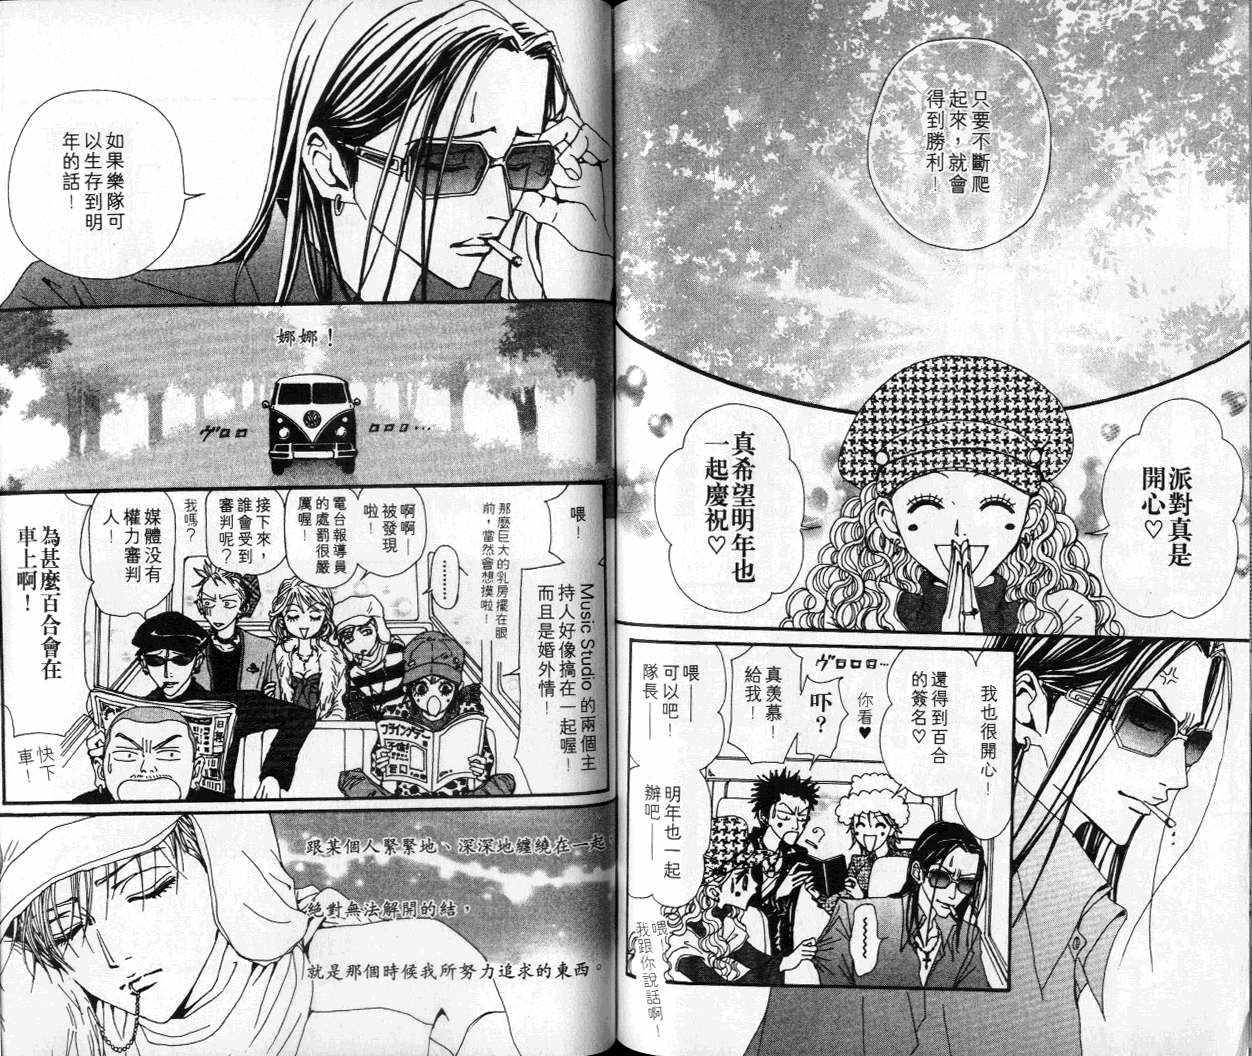 只要不斷爬
起來，就會
得到勝利！
派對真是
開心♡
真希望明年也
一起慶祝♡
我也很開心！
還得到百合
的簽名♡
你看♥
ヴロロロ…
吓？
真羨慕
給我！
喂——
可以吧！
隊長——
明年也一起
辦吧——
喂！
我跟你說話啊！
如果樂隊可
以生存到明
年的話！
娜娜！
ヴロロ
ロロロ…
喂！
Music Studio 的兩個主
持人好像搞在一起喔！
而且是婚外情！
那麼巨大的乳房擺在眼
前，當然會想摸啦！
………
啊啊—
被發現
啦！
電台報導員
的處罰很嚴
厲喔！
接下來，
誰會受到
審判呢？
我嗎？
媒體沒有
權力審判
人！
為甚麼百合會在
車上啊！
快下
車！
跟某個人緊緊地、深深地纏繞在一起
絕對無法解開的結，
就是那個時候我所努力追求的東西。